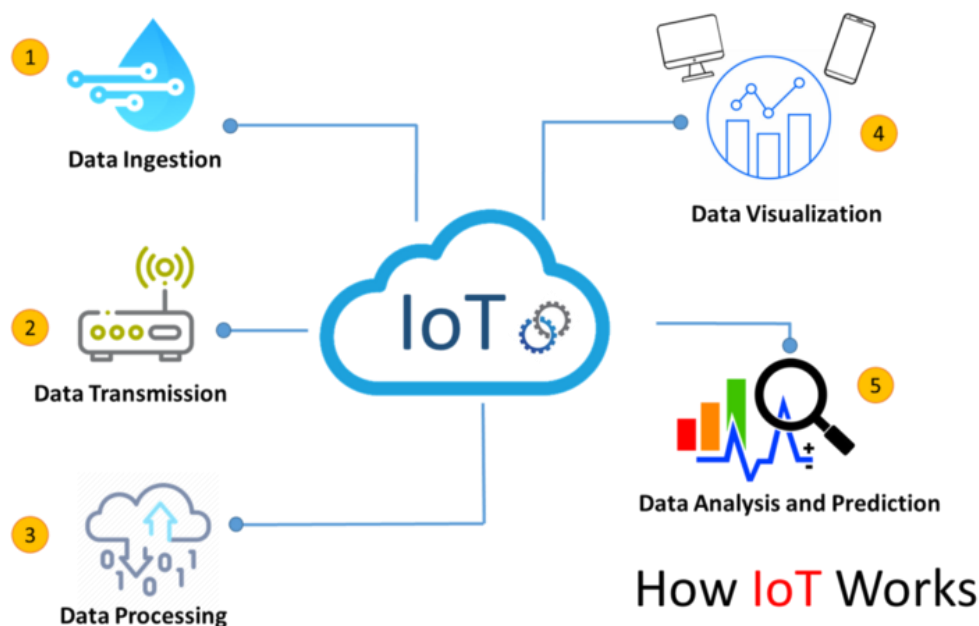 1
Data Ingestion
2
Data Transmission
3
0 1 0 1 1
1 0 1
Data Processing
IoT
4
Data Visualization
5
+
-
Data Analysis and Prediction
How IoT Works